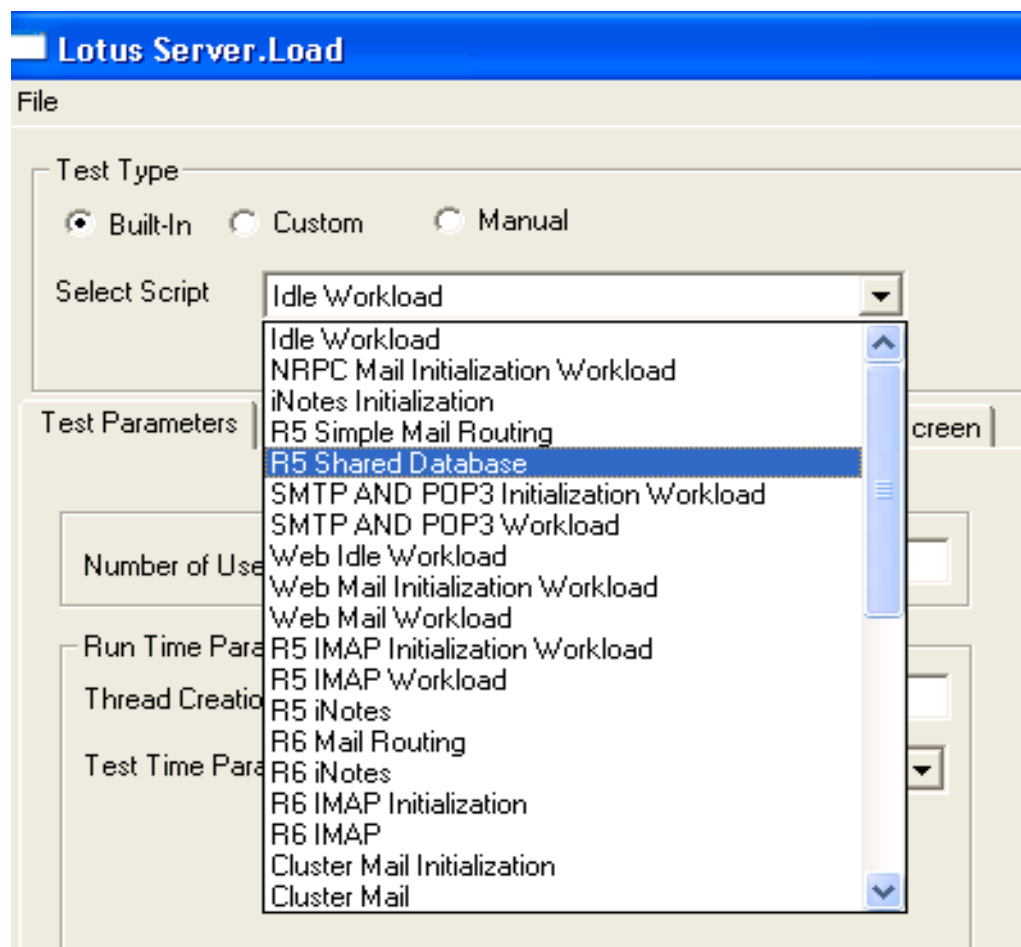 Lotus Server.Load
File
Test Type
Built-In Custom Manual
Select Script Idle Workload
Idle Workload
NRPC Mail Initialization Workload
iNotes Initialization
R5 Simple Mail Routing
R5 Shared Database
SMTP AND POP3 Initialization Workload
SMTP AND POP3 Workload
Web Idle Workload
Web Mail Initialization Workload
Web Mail Workload
R5 IMAP Initialization Workload
R5 IMAP Workload
R5 iNotes
R6 Mail Routing
R6 iNotes
R6 IMAP Initialization
R6 IMAP
Cluster Mail Initialization
Cluster Mail
Test Parameters creen
Number of Use
Run Time Para
Thread Creatio
Test Time Para